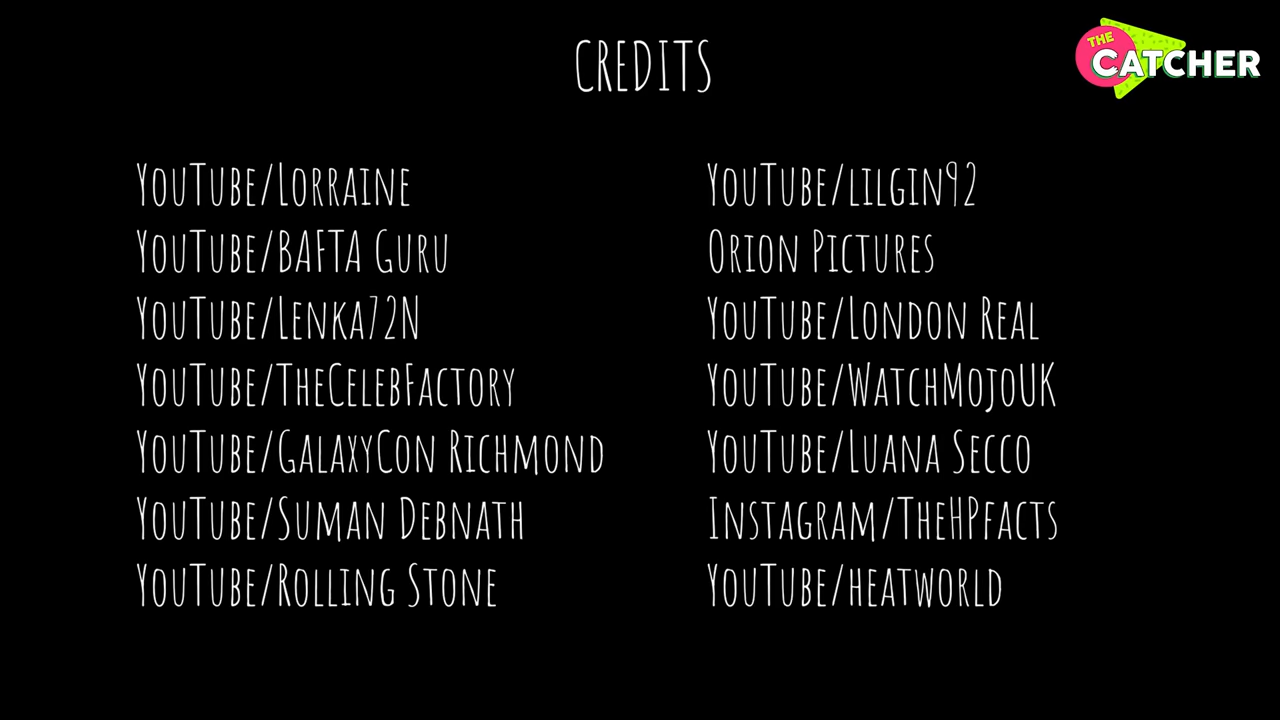 CREDITS
THE
CATCHER
YouTube/Lorraine
YouTube/BAFTA Guru
YouTube/Lenka72N
YouTube/TheCelebFactory
YouTube/GalaxyCon Richmond
YouTube/Suman Debnath
YouTube/Rolling Stone
YouTube/lilgin92
Orion Pictures
YouTube/London Real
YouTube/WatchMojoUK
YouTube/Luana Secco
Instagram/TheHPfacts
YouTube/heatworld